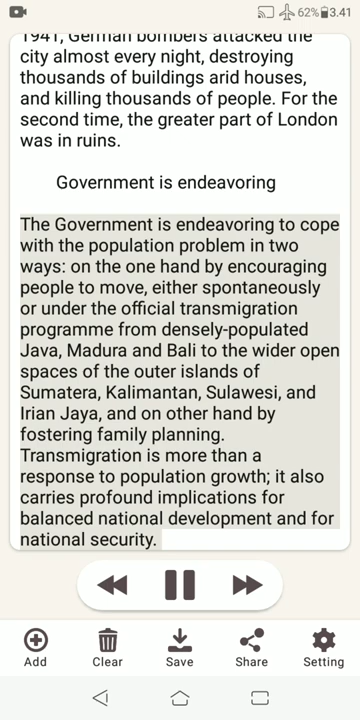 62% 3.41
1941, German bombers attacked the
city almost every night, destroying
thousands of buildings arid houses,
and killing thousands of people. For the
second time, the greater part of London
was in ruins.
Government is endeavoring
The Government is endeavoring to cope
with the population problem in two
ways: on the one hand by encouraging
people to move, either spontaneously
or under the official transmigration
programme from densely-populated
Java, Madura and Bali to the wider open
spaces of the outer islands of
Sumatera, Kalimantan, Sulawesi, and
Irian Jaya, and on other hand by
fostering family planning.
Transmigration is more than a
response to population growth; it also
carries profound implications for
balanced national development and for
national security.
Add Clear Save Share Setting